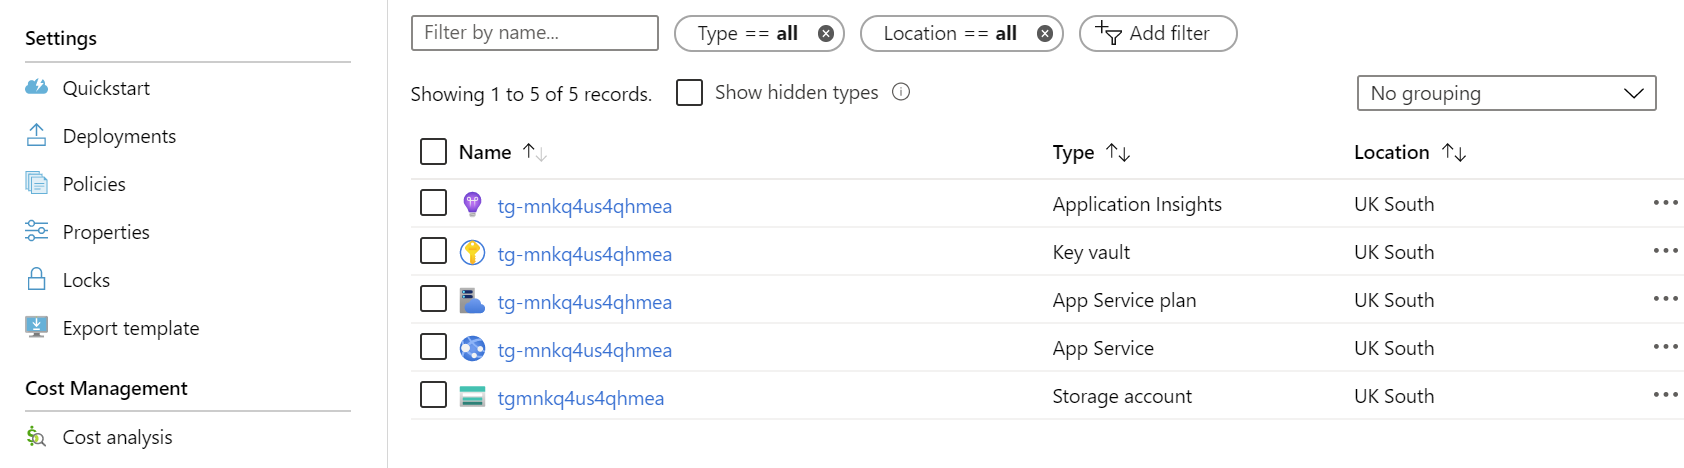 Settings
Quickstart
Deployments
Policies
Properties
Locks
Export template
Cost Management
Cost analysis
Filter by name...
Type == all
Location == all
Add filter
Showing 1 to 5 of 5 records.
Show hidden types
No grouping
Name Type Location
tg-mnkq4us4qhmea Application Insights UK South
tg-mnkq4us4qhmea Key vault UK South
tg-mnkq4us4qhmea App Service plan UK South
tg-mnkq4us4qhmea App Service UK South
tgmnkq4us4qhmea Storage account UK South